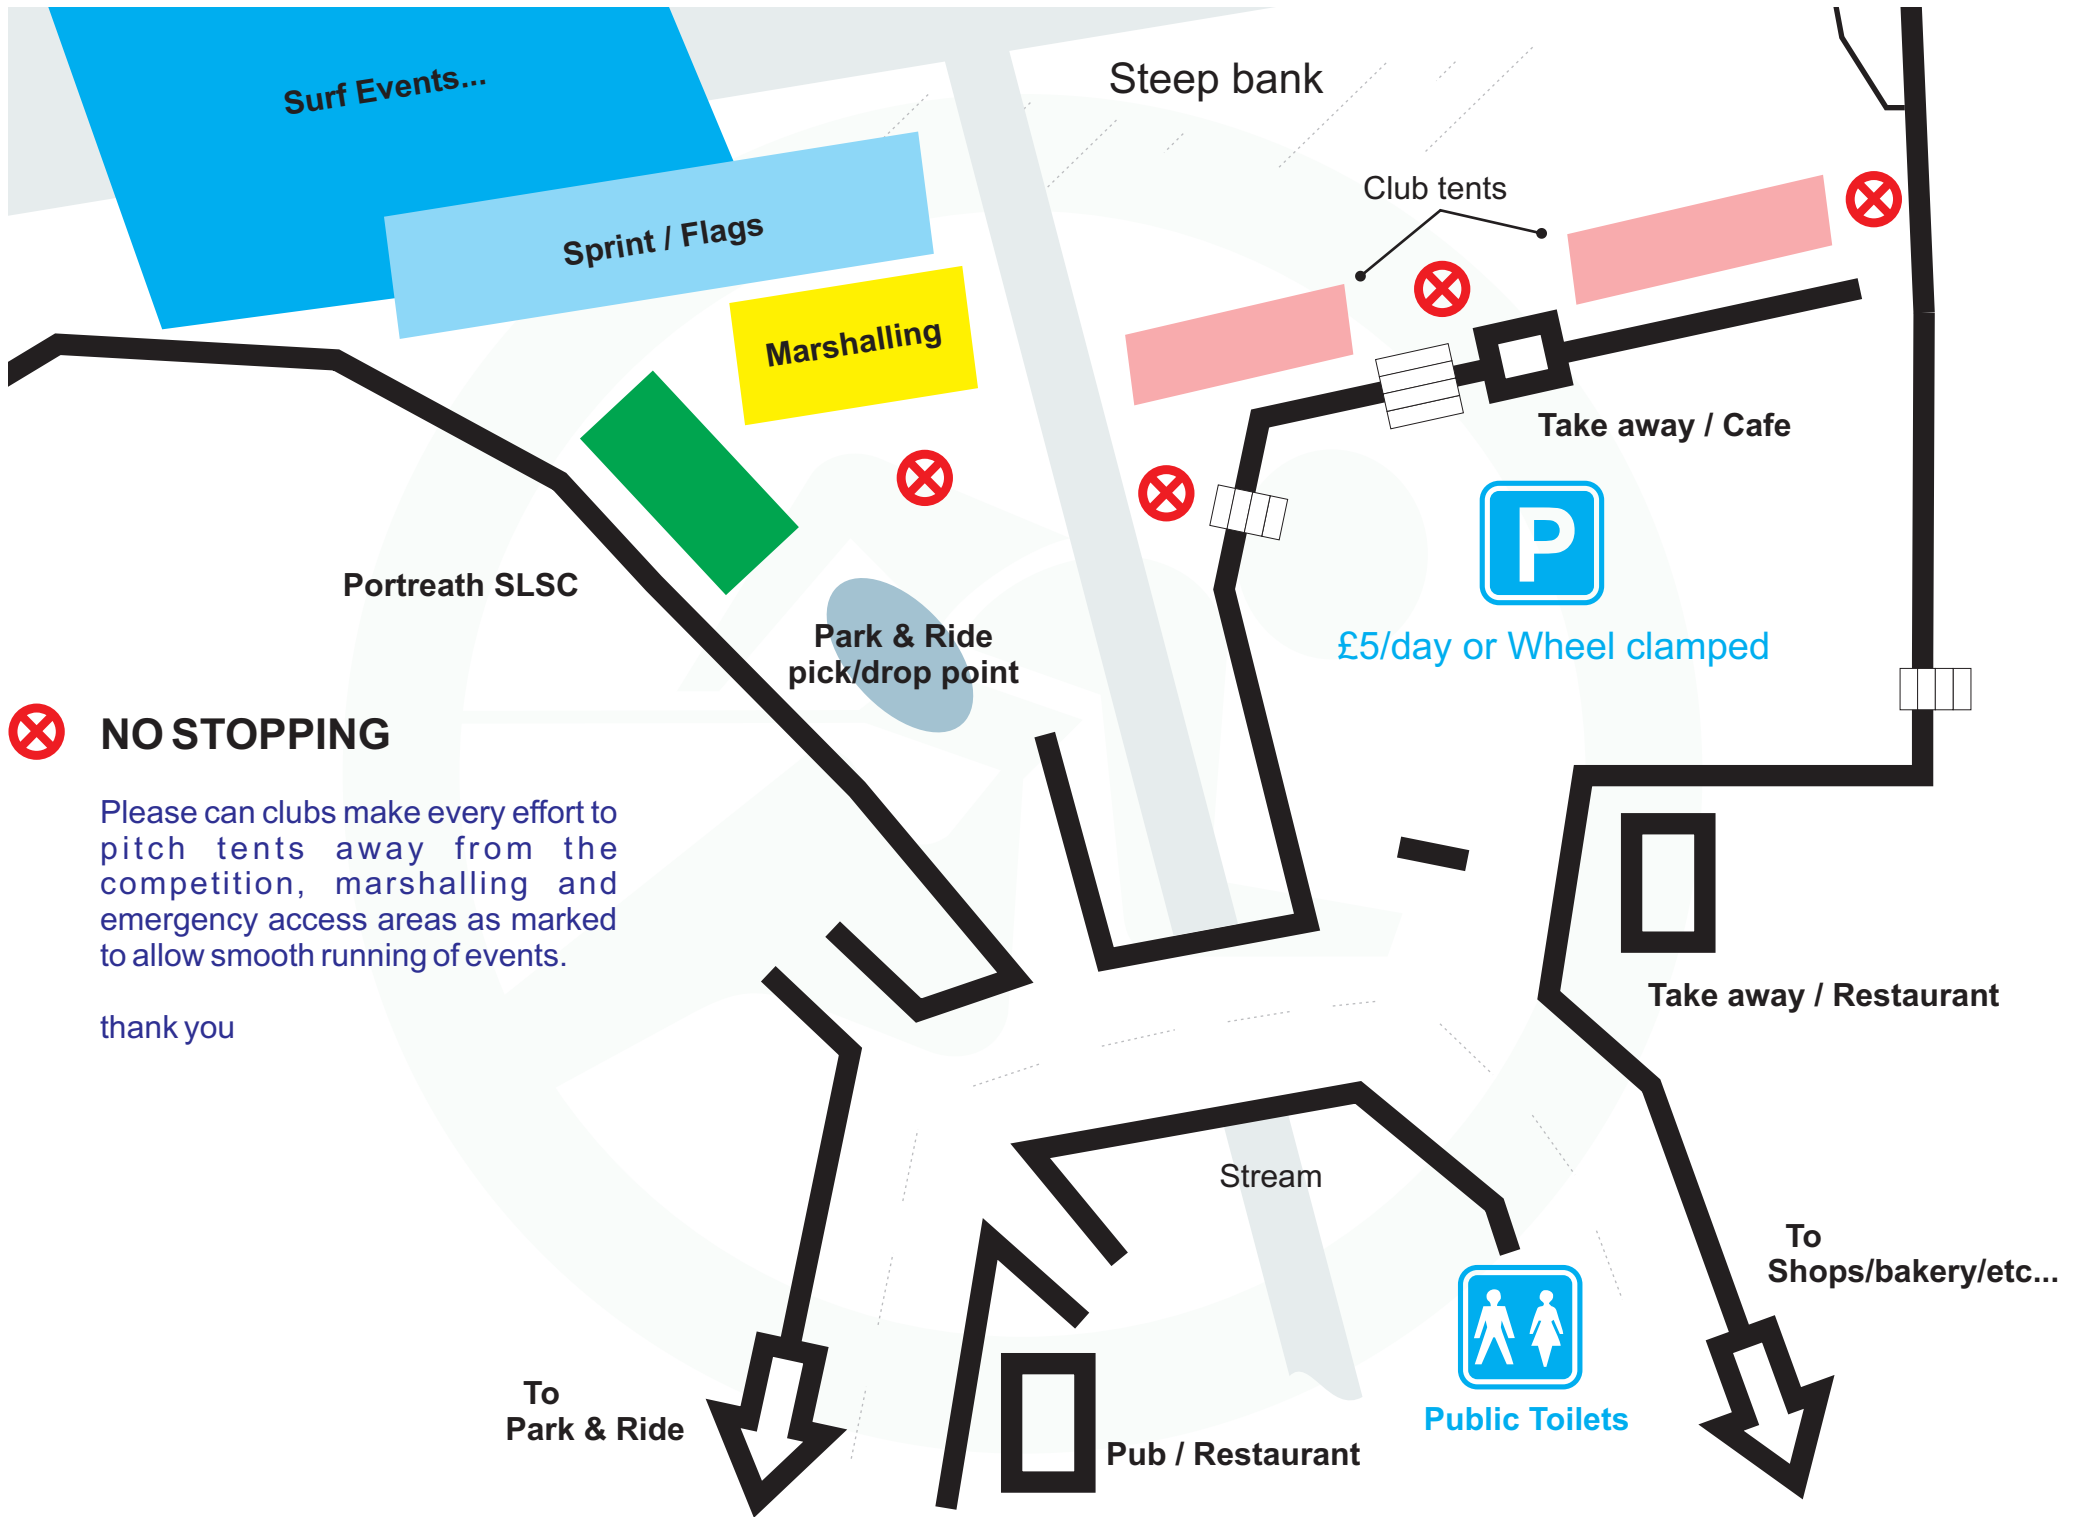 Surf Events...
Steep bank
Club tents
Sprint / Flags
Marshalling
Take away / Cafe
P
£5/day or Wheel clamped
Portreath SLSC
Park & Ride
pick/drop point
NO STOPPING
Please can clubs make every effort to
pitch tents away from the
competition, marshalling and
emergency access areas as marked
to allow smooth running of events.
thank you
Take away / Restaurant
Stream
To
Shops/bakery/etc...
To
Park & Ride
Public Toilets
Pub / Restaurant